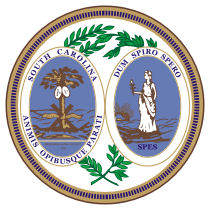 SOUTH CAROLINA
ANIMIS OPIBUSQUE PARATI
DUM SPIRO SPERO
SPES